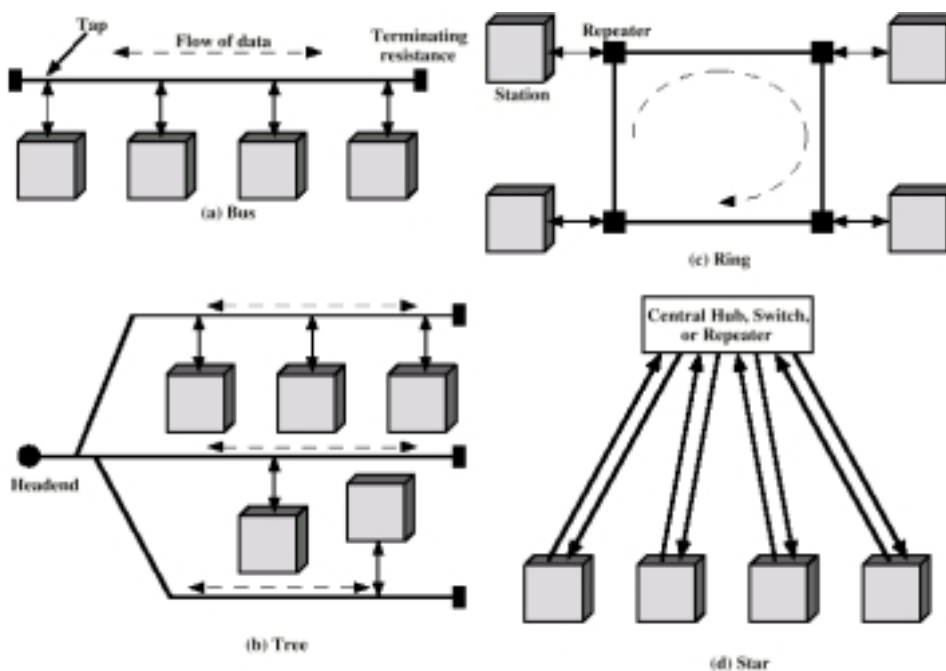 Tap
Flow of data
Terminating
resistance
(a) Bus
Repeater
Station
(c) Ring
Headend
(b) Tree
Central Hub, Switch,
or Repeater
(d) Star